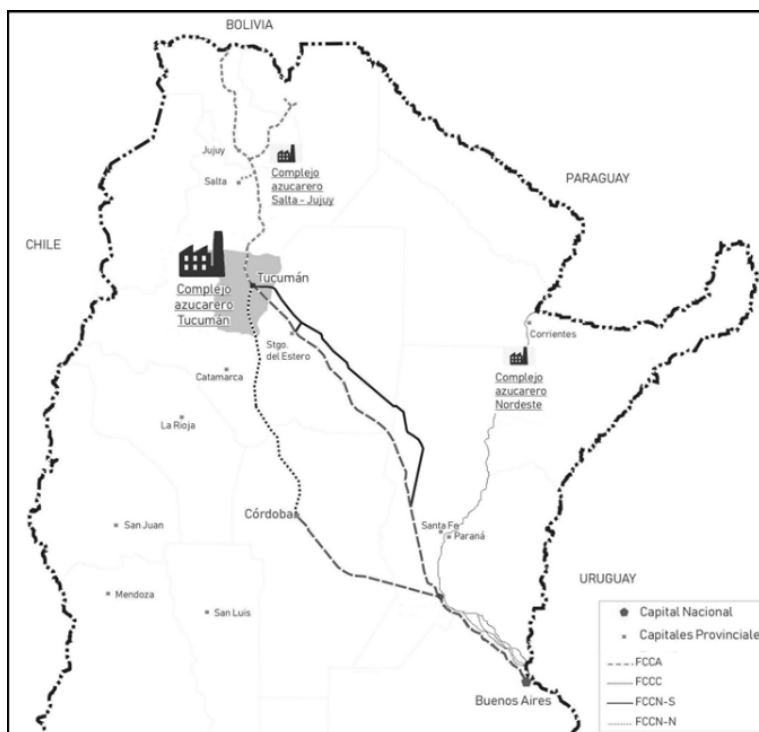 BOLIVIA
Jujuy
Salta
Complejo
azucarero
Salta - Jujuy
PARAGUAY
CHILE
Complejo
azucarero
Tucumán
Tucumán
Stgo.
del Estero
Corrientes
Complejo
azucarero
Nordeste
Catamarca
La Rioja
Córdoba
Santa Fe
Paraná
San Juan
Mendoza
San Luis
URUGUAY
Buenos Aires
Capital Nacional
Capitales Provinciale
FCCA
FCCC
FCCN-S
FCCN-N